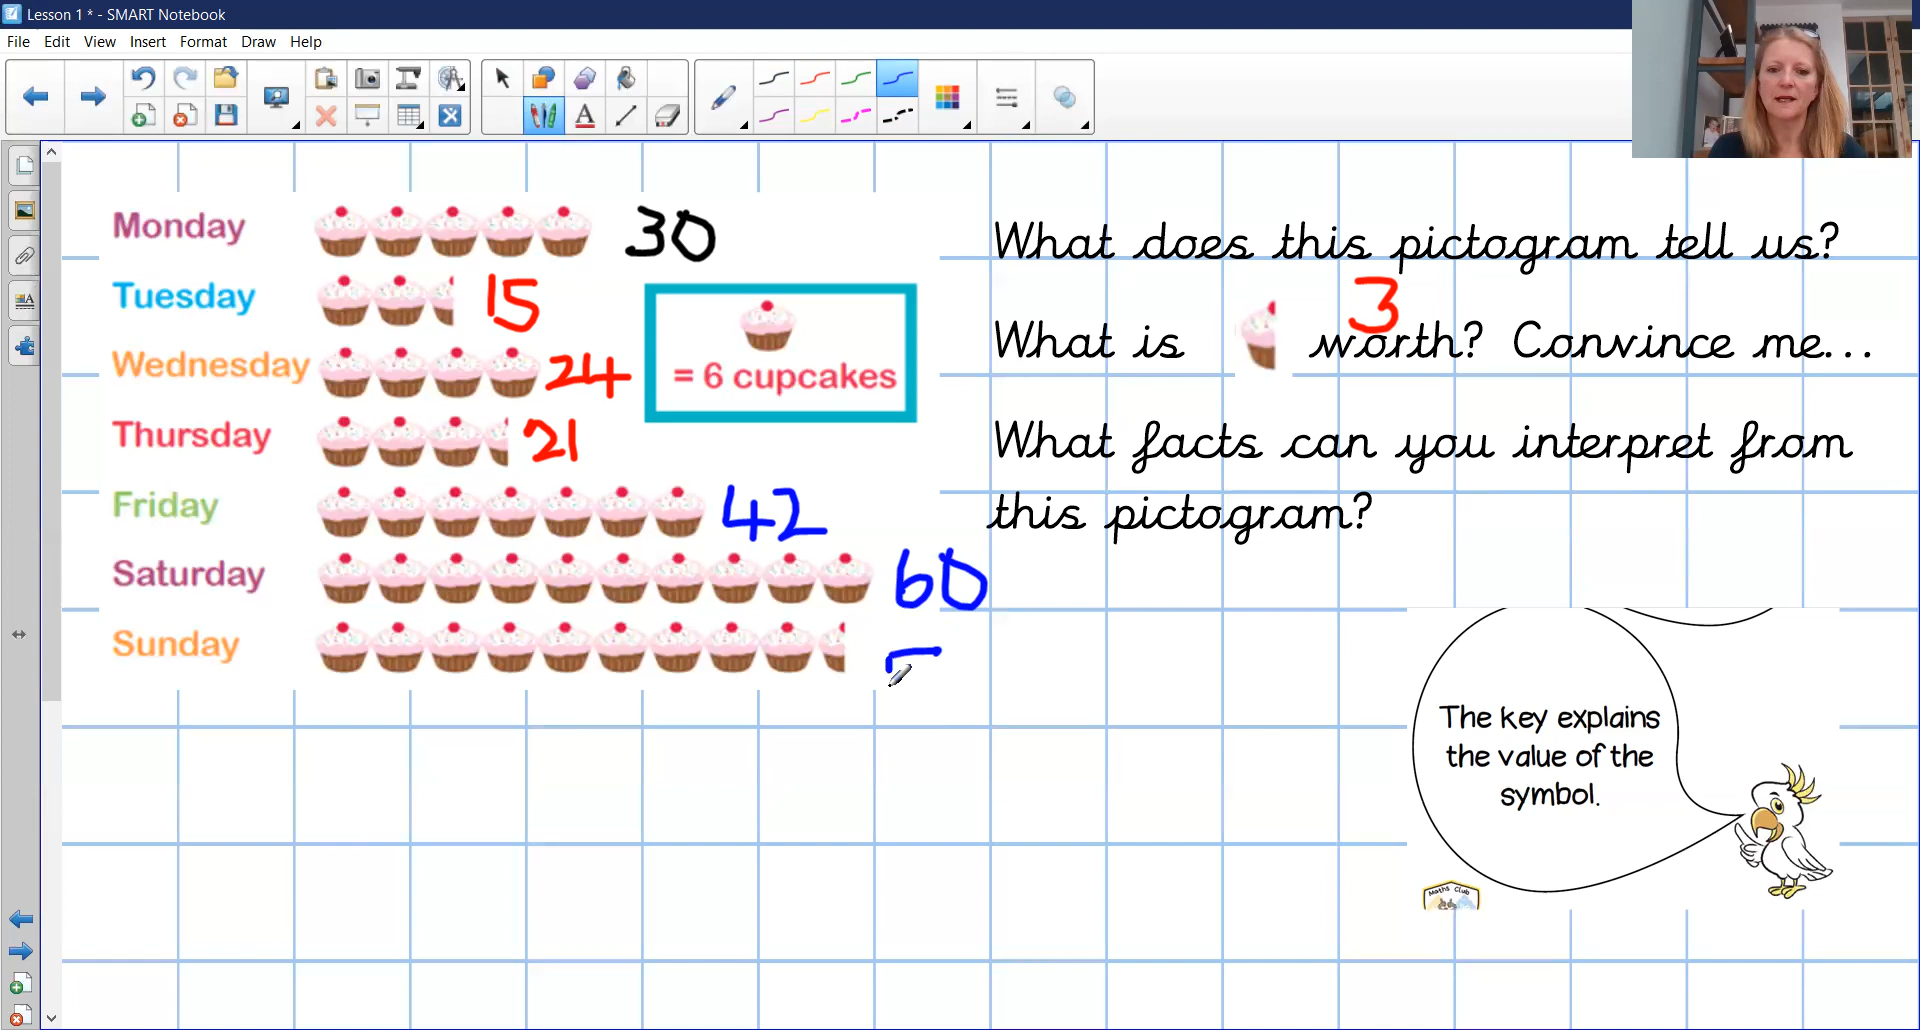 Lesson 1 * - SMART Notebook
File Edit View Insert Format Draw Help
Monday 30
Tuesday 15
Wednesday 24
Thursday 21
Friday 42
Saturday 60
Sunday
= 6 cupcakes
What does this pictogram tell us?
3
What is worth? Convince me...
What facts can you interpret from
this pictogram?
The key explains
the value of the
symbol.
Maths Club